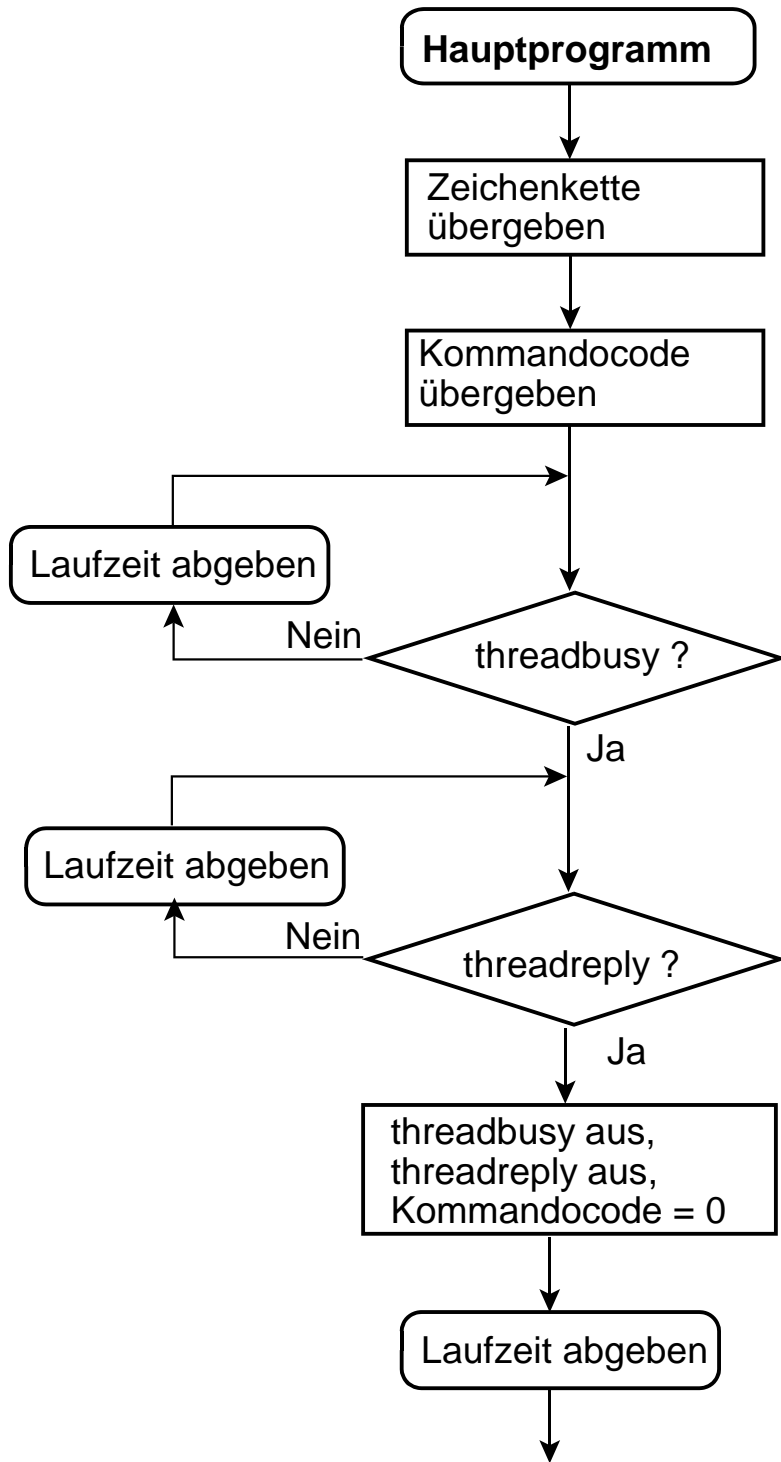 Hauptprogramm
Zeichenkette
übergeben
Kommandocode
übergeben
Laufzeit abgeben
Nein
threadbusy ?
Ja
Laufzeit abgeben
Nein
threadreply ?
Ja
threadbusy aus,
threadreply aus,
Kommandocode = 0
Laufzeit abgeben